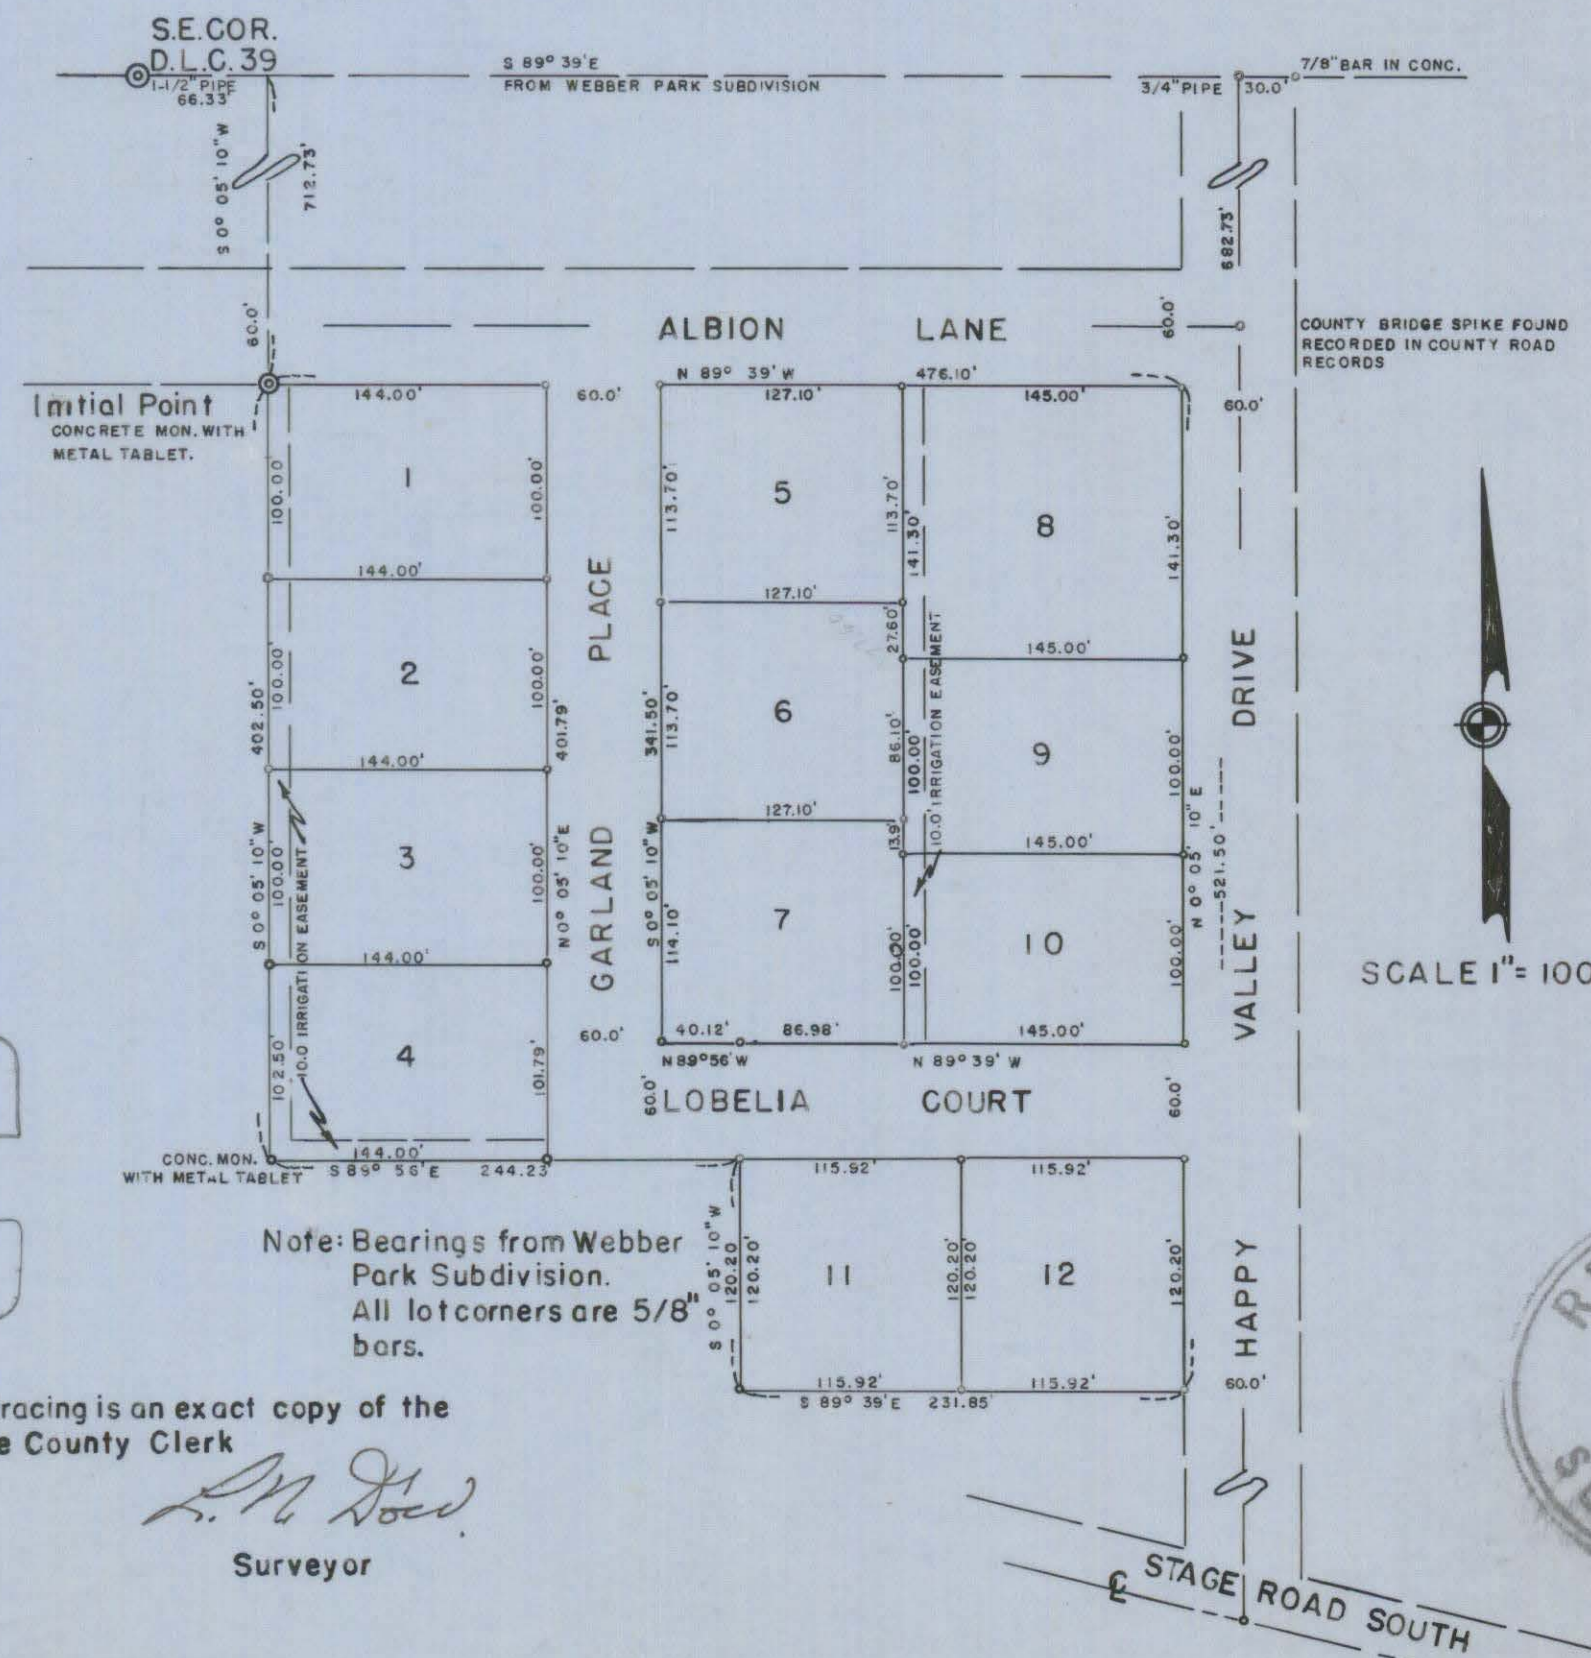 S.E.COR.
D.L.C.39
1-1/2" PIPE
66.33'
S 89° 39'E
FROM WEBBER PARK SUBDIVISION
7/8" BAR IN CONC.
3/4" PIPE
30.0'
S 0° 05' 10" W
712.73'
682.73'
60.0'
ALBION LANE
60.0'
COUNTY BRIDGE SPIKE FOUND
RECORDED IN COUNTY ROAD
RECORDS
Initial Point
CONCRETE MON. WITH
METAL TABLET.
144.00'
60.0'
N 89° 39' W
476.10'
127.10'
145.00'
60.0'
100.00
1
100.00'
113.70'
5
113.70'
141.30'
8
141.30'
144.00'
127.10'
27.60'
145.00'
402.50'
100.00'
2
100.00'
401.79'
341.50'
113.70'
6
86.10'
100.00'
10.0' IRRIGATION EASEMENT
9
100.00'
144.00'
127.10'
13.9'
145.00'
S 0° 05' 10" W
100.00'
10.0 IRRIGATION EASEMENT
3
100.00'
N 0° 05' 10"E
GARLAND PLACE
S 0° 05' 10" W
114.10'
7
100.00'
100.00'
10
100.00'
N 0° 05' 10" E
521.50'
HAPPY VALLEY DRIVE
SCALE 1"= 100
144.00'
102.50'
4
101.79'
60.0'
40.12'
86.98'
145.00'
N 89°56' W
N 89° 39' W
60.0'
LOBELIA COURT
60.0'
CONC. MON.
WITH METAL TABLET
144.00'
S 89° 56' E
244.23'
115.92'
115.92'
S 0° 05' 10" W
120.20
120.20'
11
120.20'
120.20'
12
120.20'
115.92'
115.92'
S 89° 39'E
231.85'
60.0'
Note: Bearings from Webber
Park Subdivision.
All lot corners are 5/8"
bars.
racing is an exact copy of the
e County Clerk
L. N. Dow
Surveyor
℄ STAGE ROAD SOUTH